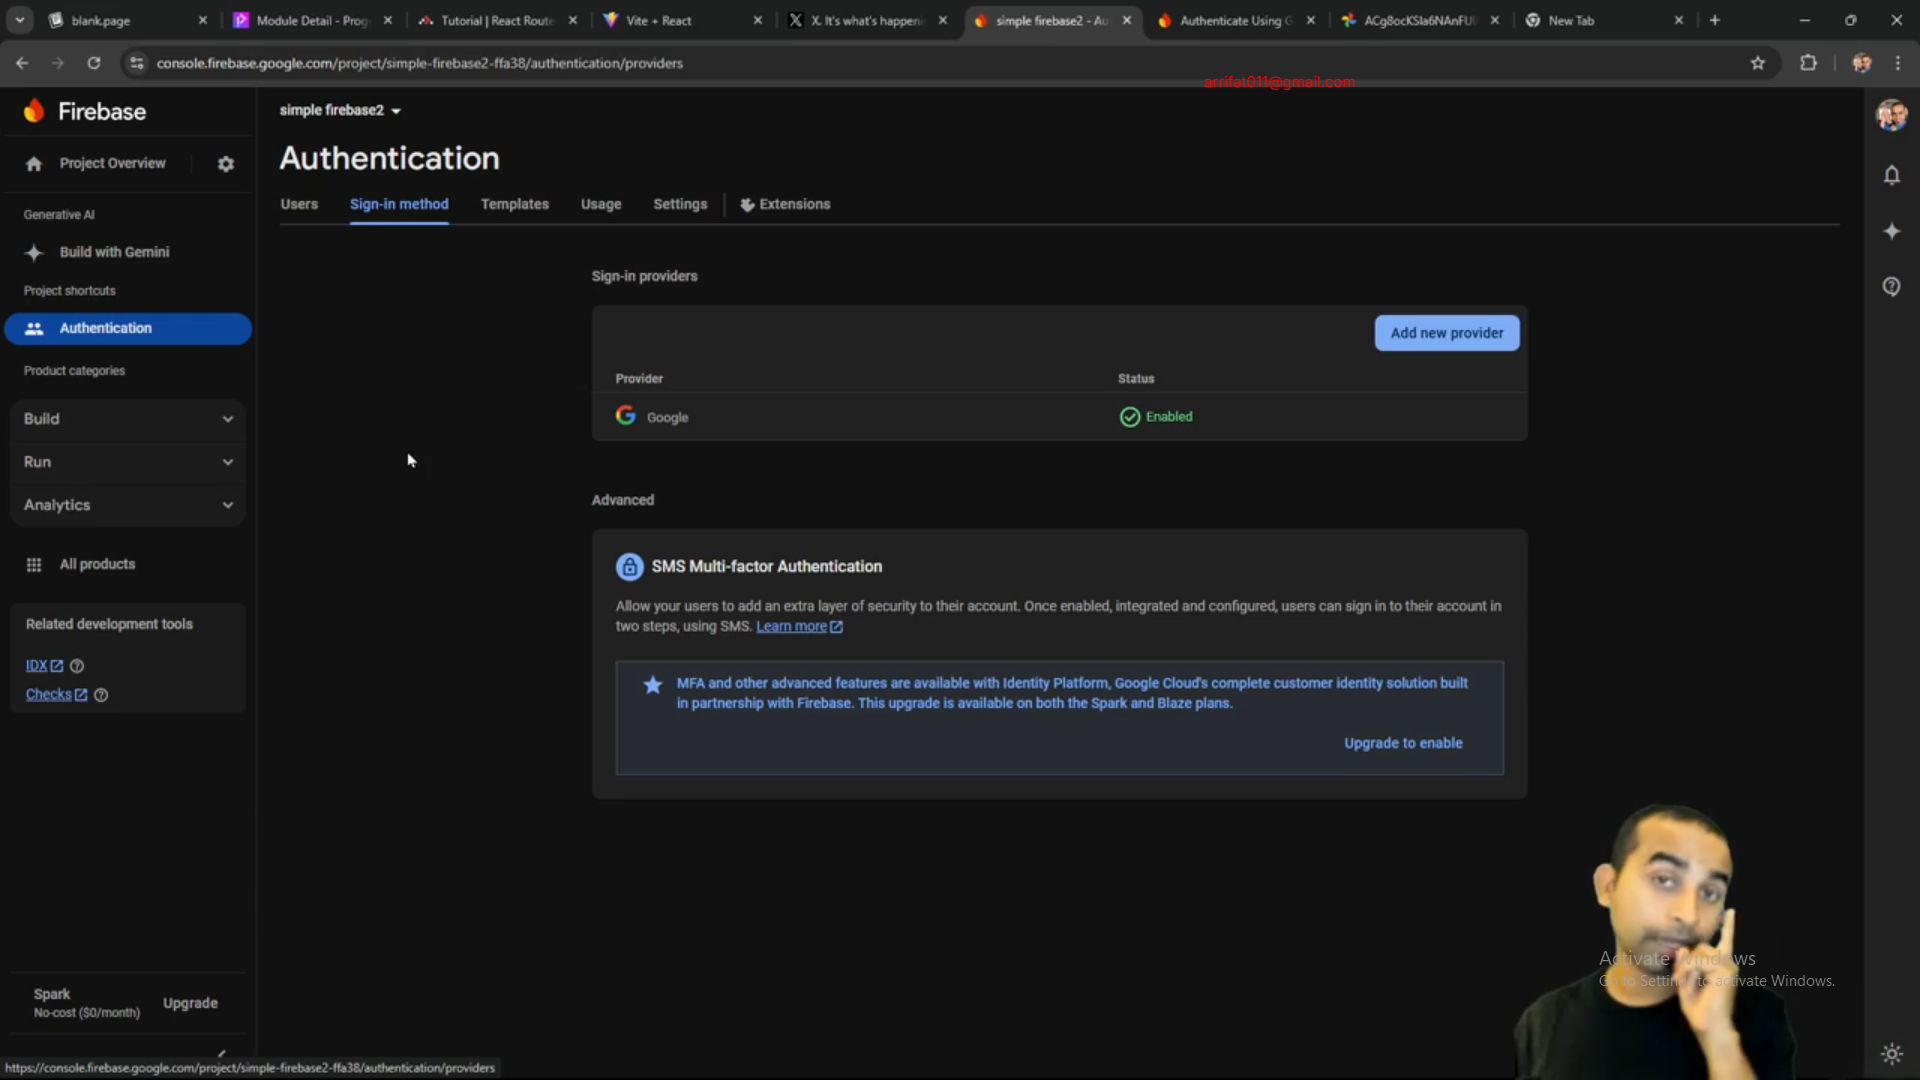 blank.page
Module Detail - Prog
Tutorial | React Route
Vite + React
X. It's what's happeni
simple firebase2 - Au
Authenticate Using G
ACg8ocKSla6NAnFU
New Tab
console.firebase.google.com/project/simple-firebase2-ffa38/authentication/providers
arrifat011@gmail.com
Firebase
simple firebase2
Project Overview
Authentication
Users
Sign-in method
Templates
Usage
Settings
Extensions
Generative AI
Build with Gemini
Project shortcuts
Authentication
Product categories
Build
Run
Analytics
All products
Related development tools
IDX
Checks
Spark
No-cost ($0/month)
Upgrade
Sign-in providers
Add new provider
Provider
Status
Google
Enabled
Advanced
SMS Multi-factor Authentication
Allow your users to add an extra layer of security to their account. Once enabled, integrated and configured, users can sign in to their account in
two steps, using SMS. Learn more
MFA and other advanced features are available with Identity Platform, Google Cloud's complete customer identity solution built
in partnership with Firebase. This upgrade is available on both the Spark and Blaze plans.
Upgrade to enable
Activate Windows
Go to Settings to activate Windows.
https://console.firebase.google.com/project/simple-firebase2-ffa38/authentication/providers